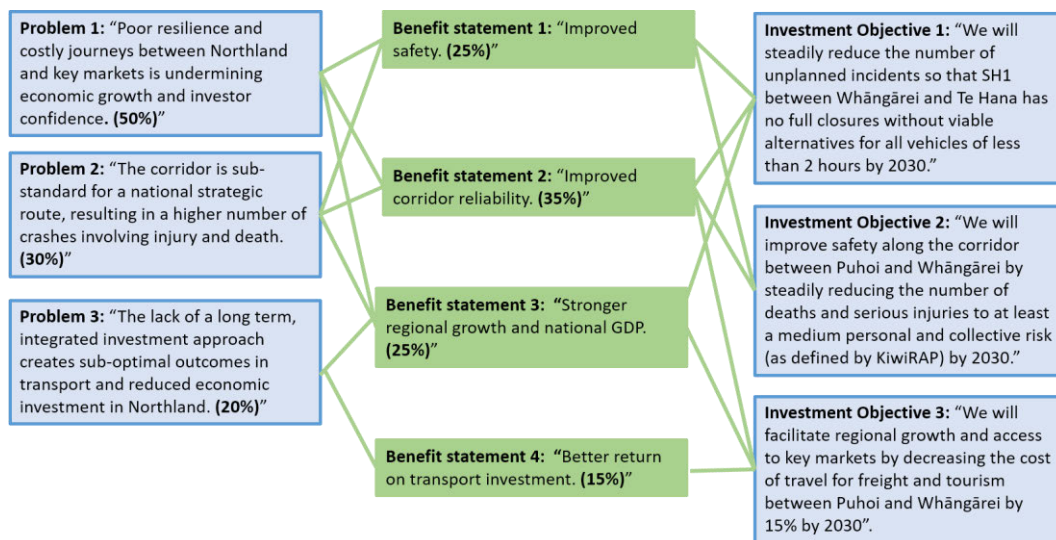 Problem 1: “Poor resilience and
costly journeys between Northland
and key markets is undermining
economic growth and investor
confidence. (50%)”
Problem 2: “The corridor is sub-
standard for a national strategic
route, resulting in a higher number of
crashes involving injury and death.
(30%)”
Problem 3: “The lack of a long term,
integrated investment approach
creates sub-optimal outcomes in
transport and reduced economic
investment in Northland. (20%)”
Benefit statement 1: “Improved
safety. (25%)”
Benefit statement 2: “Improved
corridor reliability. (35%)”
Benefit statement 3: “Stronger
regional growth and national GDP.
(25%)”
Benefit statement 4: “Better return
on transport investment. (15%)”
Investment Objective 1: “We will
steadily reduce the number of
unplanned incidents so that SH1
between Whāngārei and Te Hana has
no full closures without viable
alternatives for all vehicles of less
than 2 hours by 2030.”
Investment Objective 2: “We will
improve safety along the corridor
between Puhoi and Whāngārei by
steadily reducing the number of
deaths and serious injuries to at least
a medium personal and collective risk
(as defined by KiwiRAP) by 2030.”
Investment Objective 3: “We will
facilitate regional growth and access
to key markets by decreasing the cost
of travel for freight and tourism
between Puhoi and Whāngārei by
15% by 2030”.